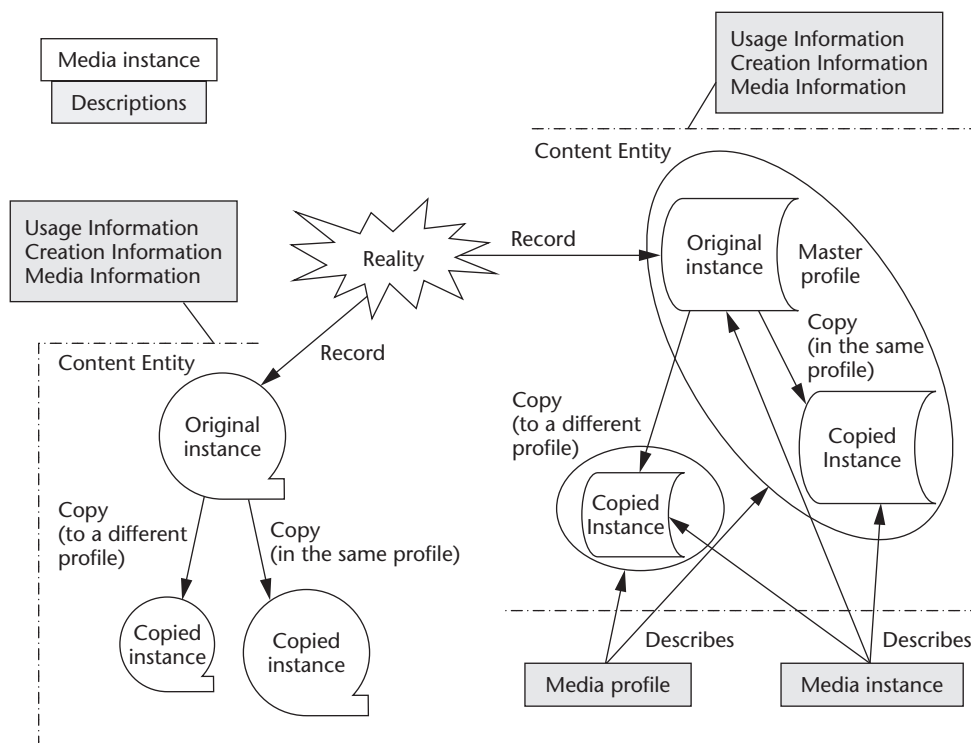 Media instance
Descriptions
Usage Information
Creation Information
Media Information
Content Entity
Usage Information
Creation Information
Media Information
Reality
Record
Original
instance
Master
profile
Record
Content Entity
Copy
(in the same
profile)
Original
instance
Copy
(to a different
profile)
Copied
Instance
Copied
Instance
Copy
(to a different
profile)
Copy
(in the same profile)
Copied
instance
Copied
instance
Describes
Describes
Media profile
Media instance